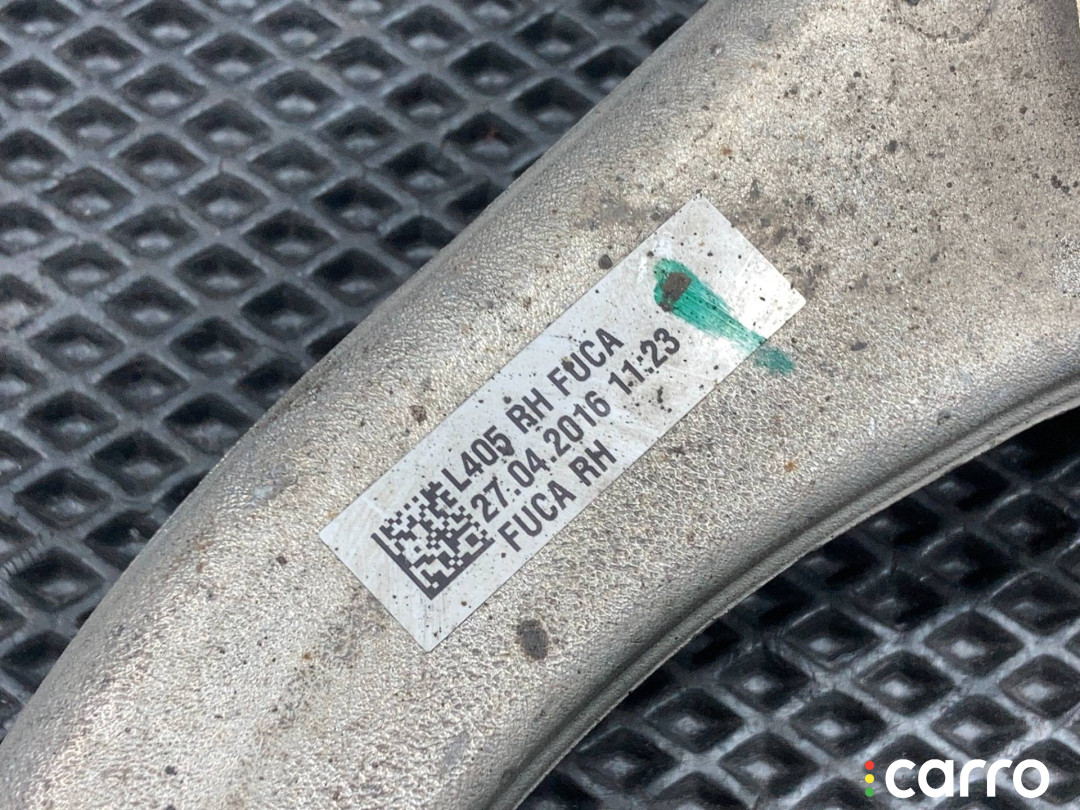 L405 RH FUCA
27.04.2016 11:23
FUCA RH
carro